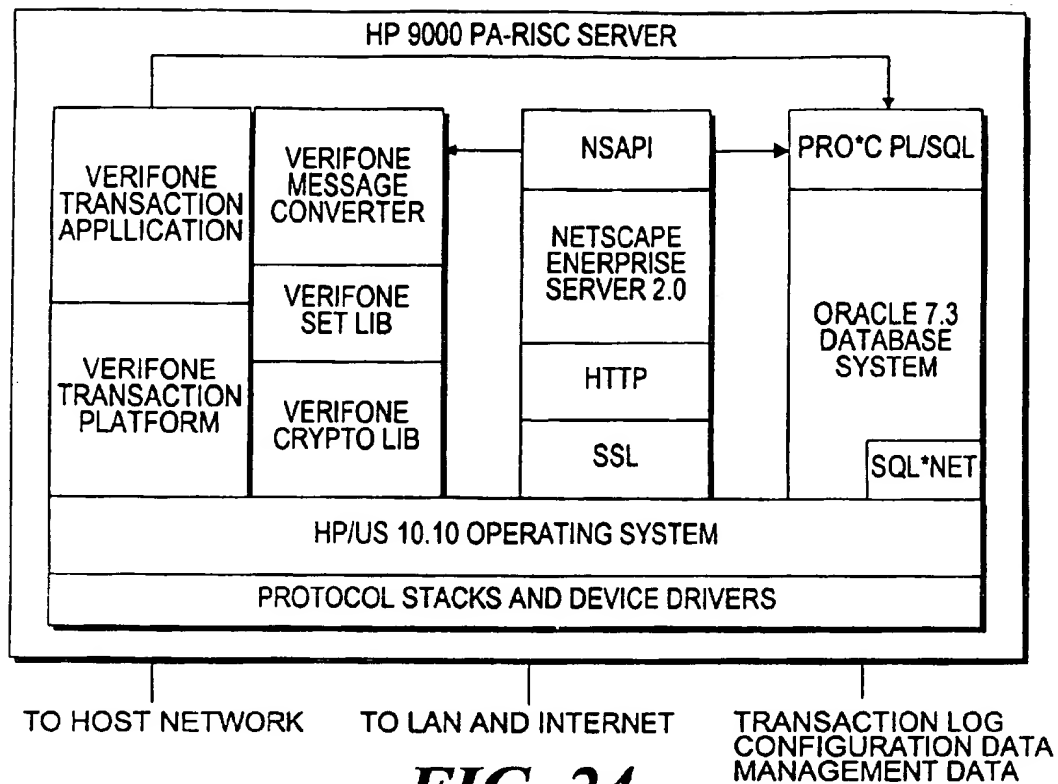 HP 9000 PA-RISC SERVER
VERIFONE
TRANSACTION
APPLLICATION
VERIFONE
TRANSACTION
PLATFORM
VERIFONE
MESSAGE
CONVERTER
VERIFONE
SET LIB
VERIFONE
CRYPTO LIB
NSAPI
NETSCAPE
ENERPRISE
SERVER 2.0
HTTP
SSL
PRO*C PL/SQL
ORACLE 7.3
DATABASE
SYSTEM
SQL*NET
HP/US 10.10 OPERATING SYSTEM
PROTOCOL STACKS AND DEVICE DRIVERS
TO HOST NETWORK
TO LAN AND INTERNET
TRANSACTION LOG
CONFIGURATION DATA
MANAGEMENT DATA
FIG. 24